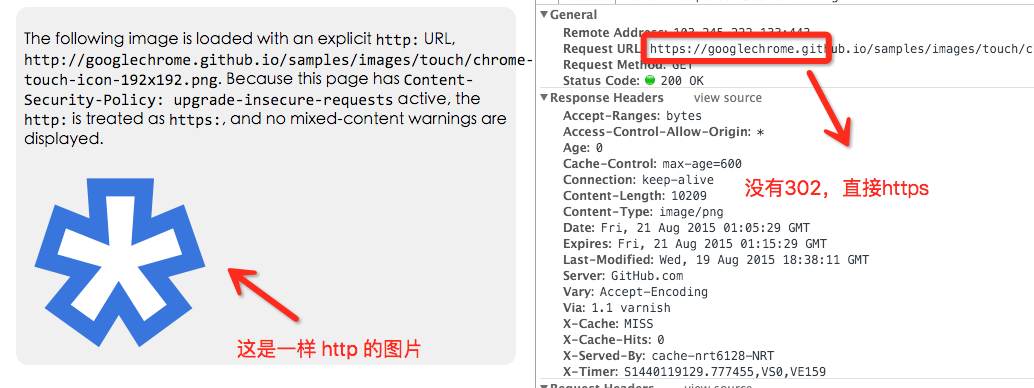 The following image is loaded with an explicit http: URL,
http://googlechrome.github.io/samples/images/touch/chrome-
touch-icon-192x192.png. Because this page has Content-
Security-Policy: upgrade-insecure-requests active, the
http: is treated as https:, and no mixed-content warnings are
displayed.
这是一样 http 的图片
General
Remote Address:
Request URL: https://googlechrome.github.io/samples/images/touch/c
Request Method: GET
Status Code: 200 OK
Response Headers view source
Accept-Ranges: bytes
Access-Control-Allow-Origin: *
Age: 0
Cache-Control: max-age=600
Connection: keep-alive
Content-Length: 10209
Content-Type: image/png
Date: Fri, 21 Aug 2015 01:05:29 GMT
Expires: Fri, 21 Aug 2015 01:15:29 GMT
Last-Modified: Wed, 19 Aug 2015 18:38:11 GMT
Server: GitHub.com
Vary: Accept-Encoding
Via: 1.1 varnish
X-Cache: MISS
X-Cache-Hits: 0
X-Served-By: cache-nrt6128-NRT
X-Timer: S1440119129.777455,VS0,VE159
Request Headers view source
没有302，直接https